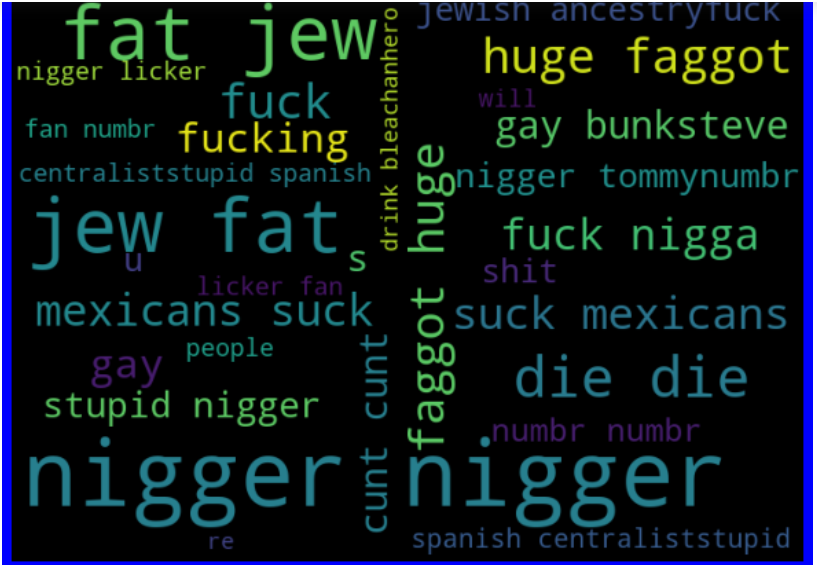 fat jew
nigger licker
fuck
fan numbr
fucking
centraliststupid spanish
jew fat
u
s
licker fan
mexicans suck
people
gay
stupid nigger
nigger
re
drink bleachanhero
cunt cunt
jewish ancestryfuck
huge faggot
will
gay bunksteve
nigger tommynumbr
faggot huge
fuck nigga
shit
suck mexicans
die die
numbr numbr
nigger
spanish centraliststupid